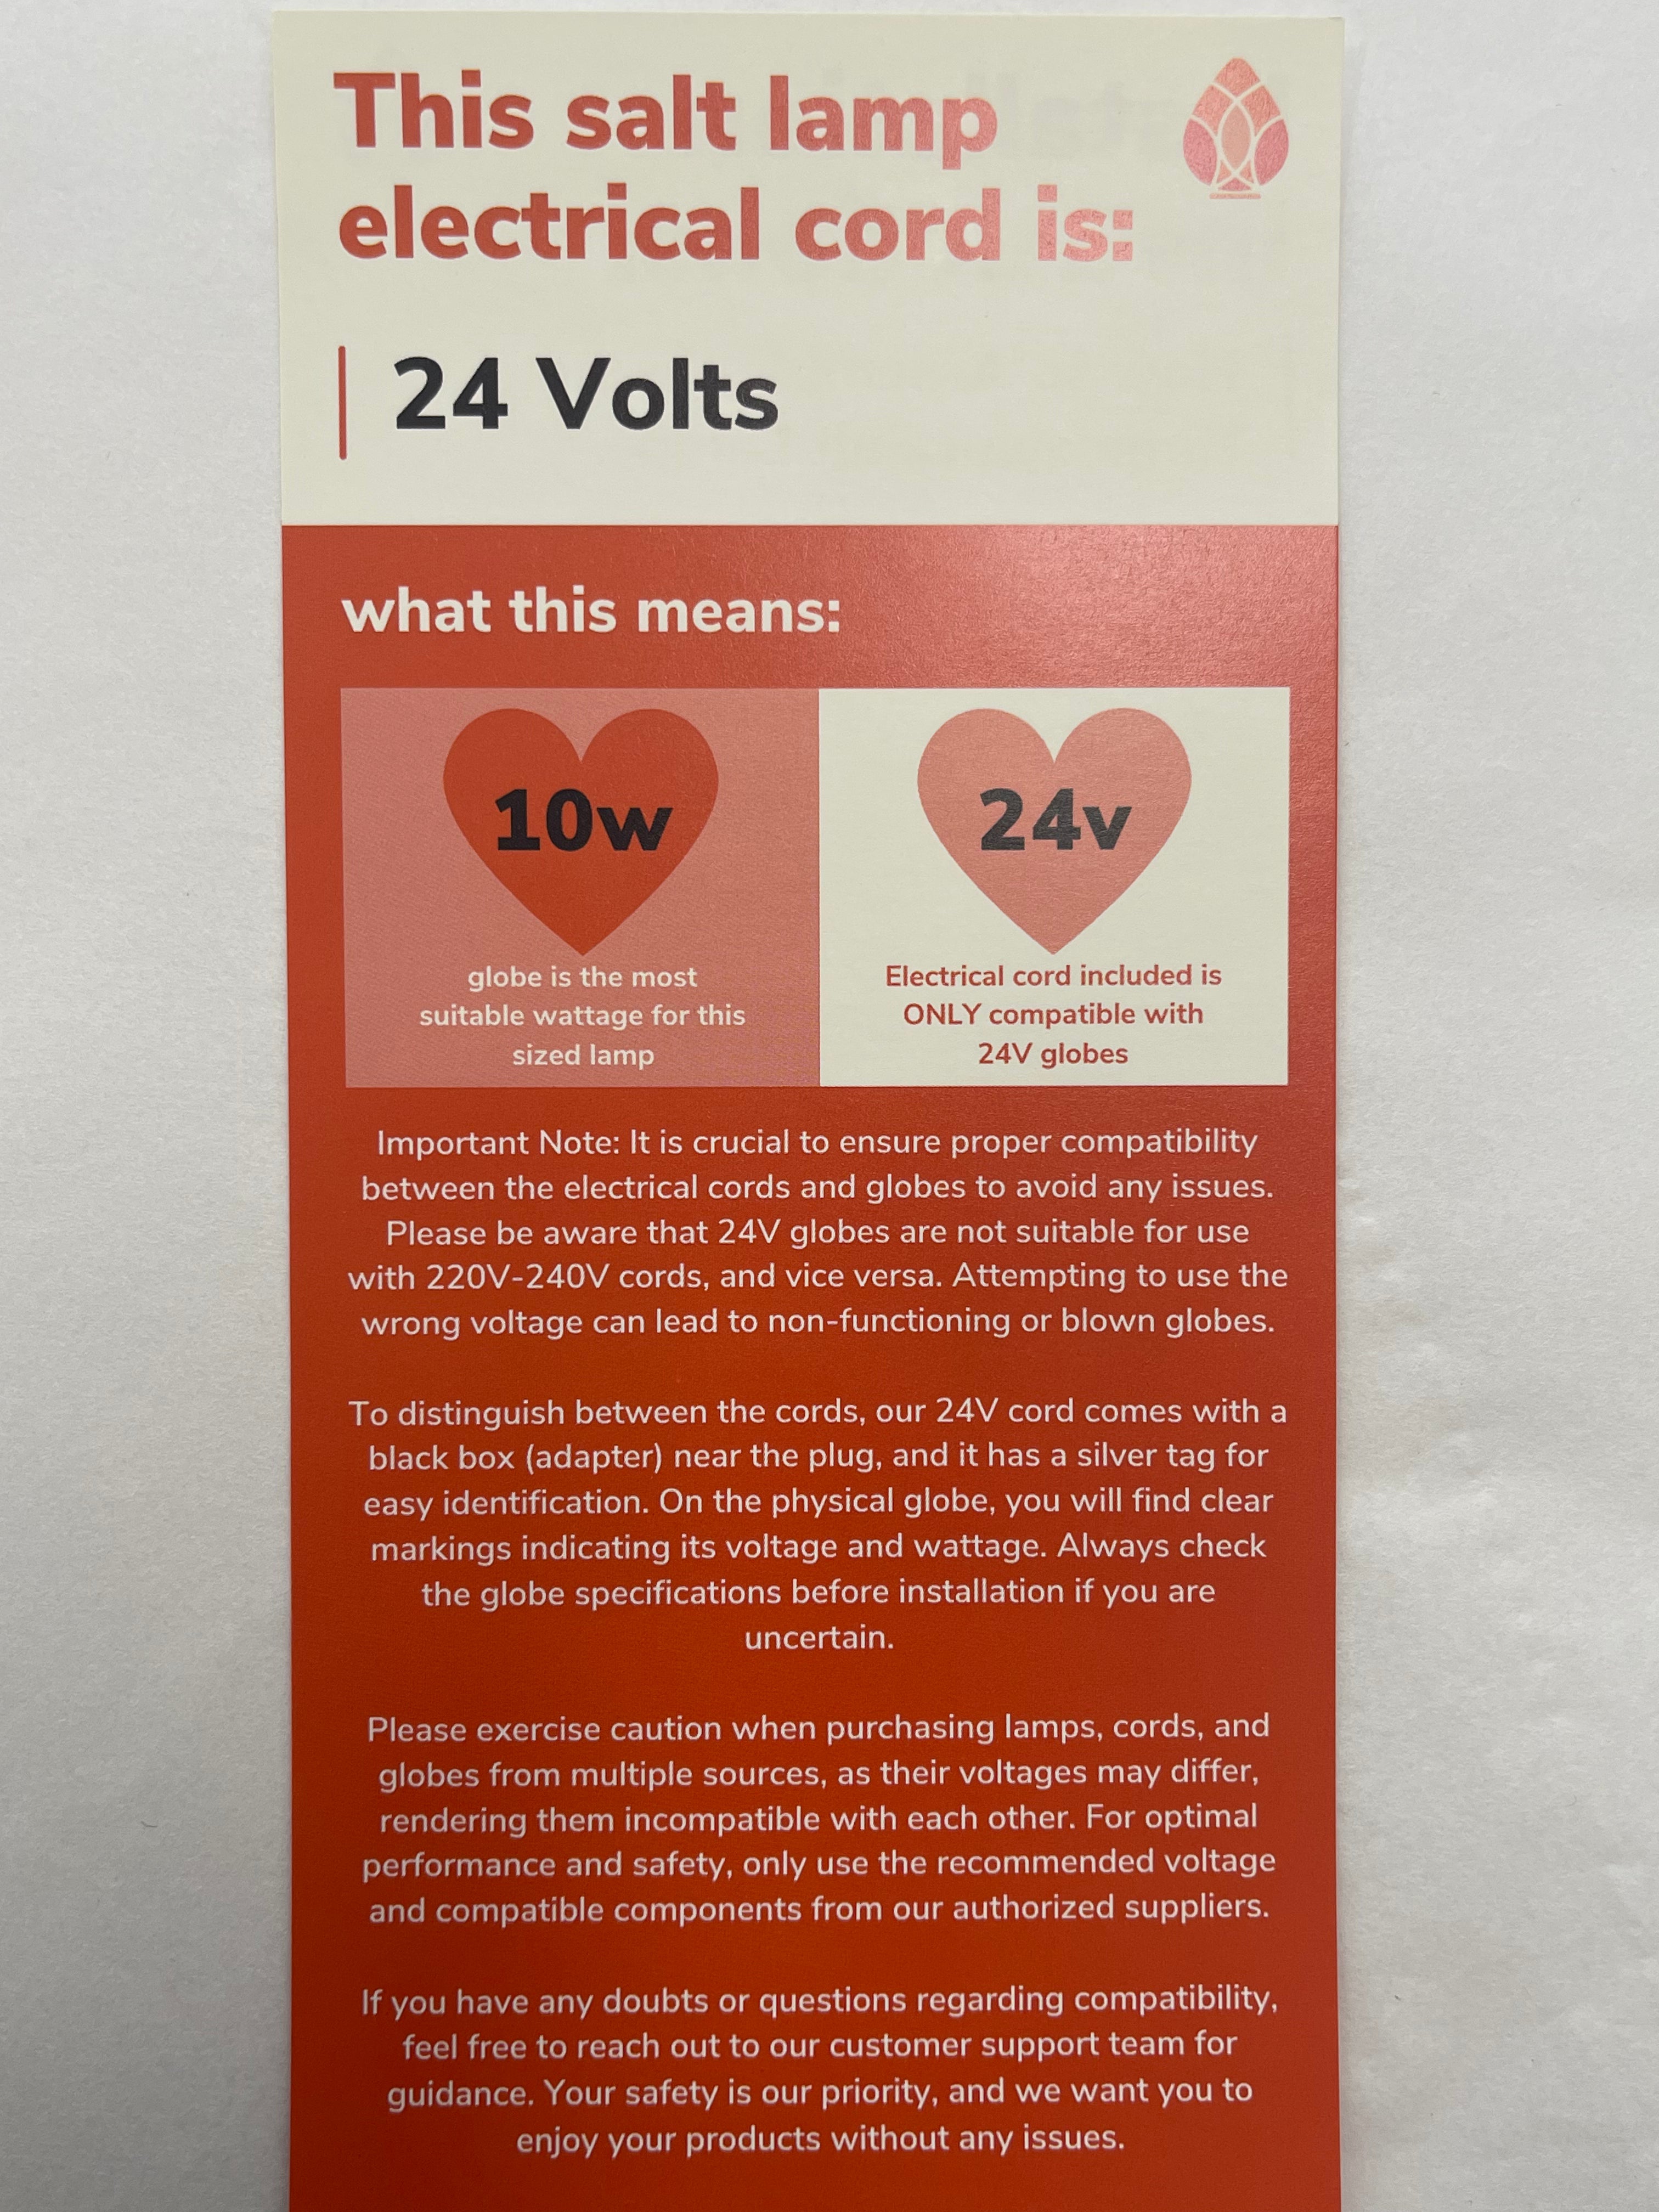 This salt lamp
electrical cord is:
24 Volts
what this means:
10w
globe is the most
suitable wattage for this
sized lamp
24v
Electrical cord included is
ONLY compatible with
24V globes
Important Note: It is crucial to ensure proper compatibility
between the electrical cords and globes to avoid any issues.
Please be aware that 24V globes are not suitable for use
with 220V-240V cords, and vice versa. Attempting to use the
wrong voltage can lead to non-functioning or blown globes.
To distinguish between the cords, our 24V cord comes with a
black box (adapter) near the plug, and it has a silver tag for
easy identification. On the physical globe, you will find clear
markings indicating its voltage and wattage. Always check
the globe specifications before installation if you are
uncertain.
Please exercise caution when purchasing lamps, cords, and
globes from multiple sources, as their voltages may differ,
rendering them incompatible with each other. For optimal
performance and safety, only use the recommended voltage
and compatible components from our authorized suppliers.
If you have any doubts or questions regarding compatibility,
feel free to reach out to our customer support team for
guidance. Your safety is our priority, and we want you to
enjoy your products without any issues.